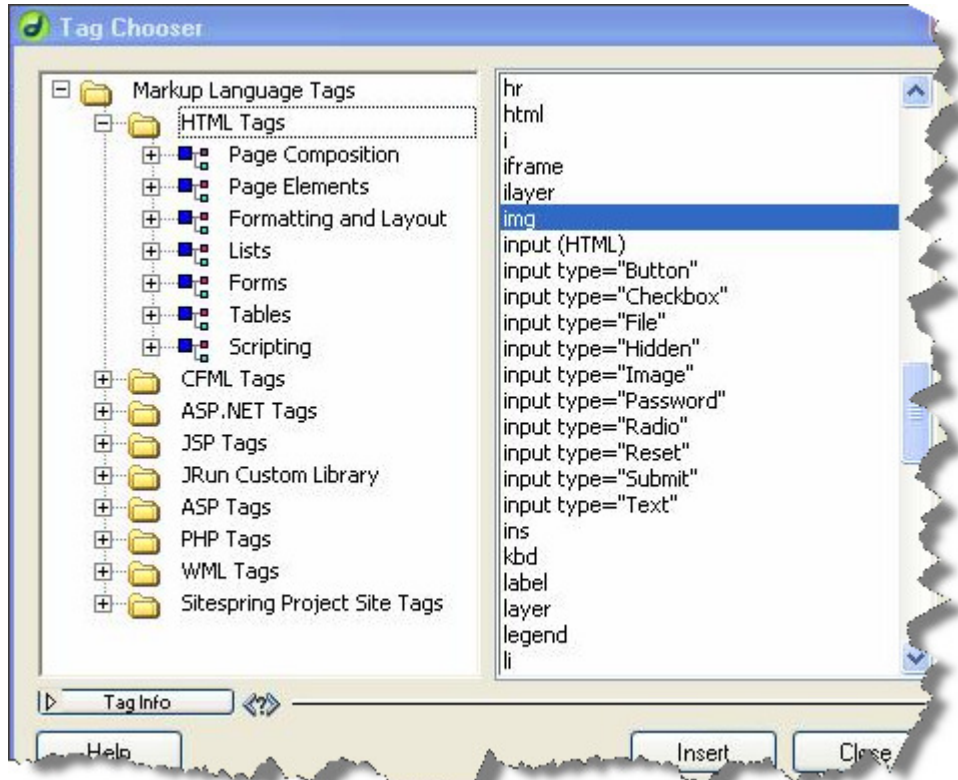 Tag Chooser
Markup Language Tags
HTML Tags
Page Composition
Page Elements
Formatting and Layout
Lists
Forms
Tables
Scripting
CFML Tags
ASP.NET Tags
JSP Tags
JRun Custom Library
ASP Tags
PHP Tags
WML Tags
Sitespring Project Site Tags
hr
html
i
iframe
ilayer
img
input (HTML)
input type="Button"
input type="Checkbox"
input type="File"
input type="Hidden"
input type="Image"
input type="Password"
input type="Radio"
input type="Reset"
input type="Submit"
input type="Text"
ins
kbd
label
layer
legend
li
Tag Info
<?>
Help
Insert
Close